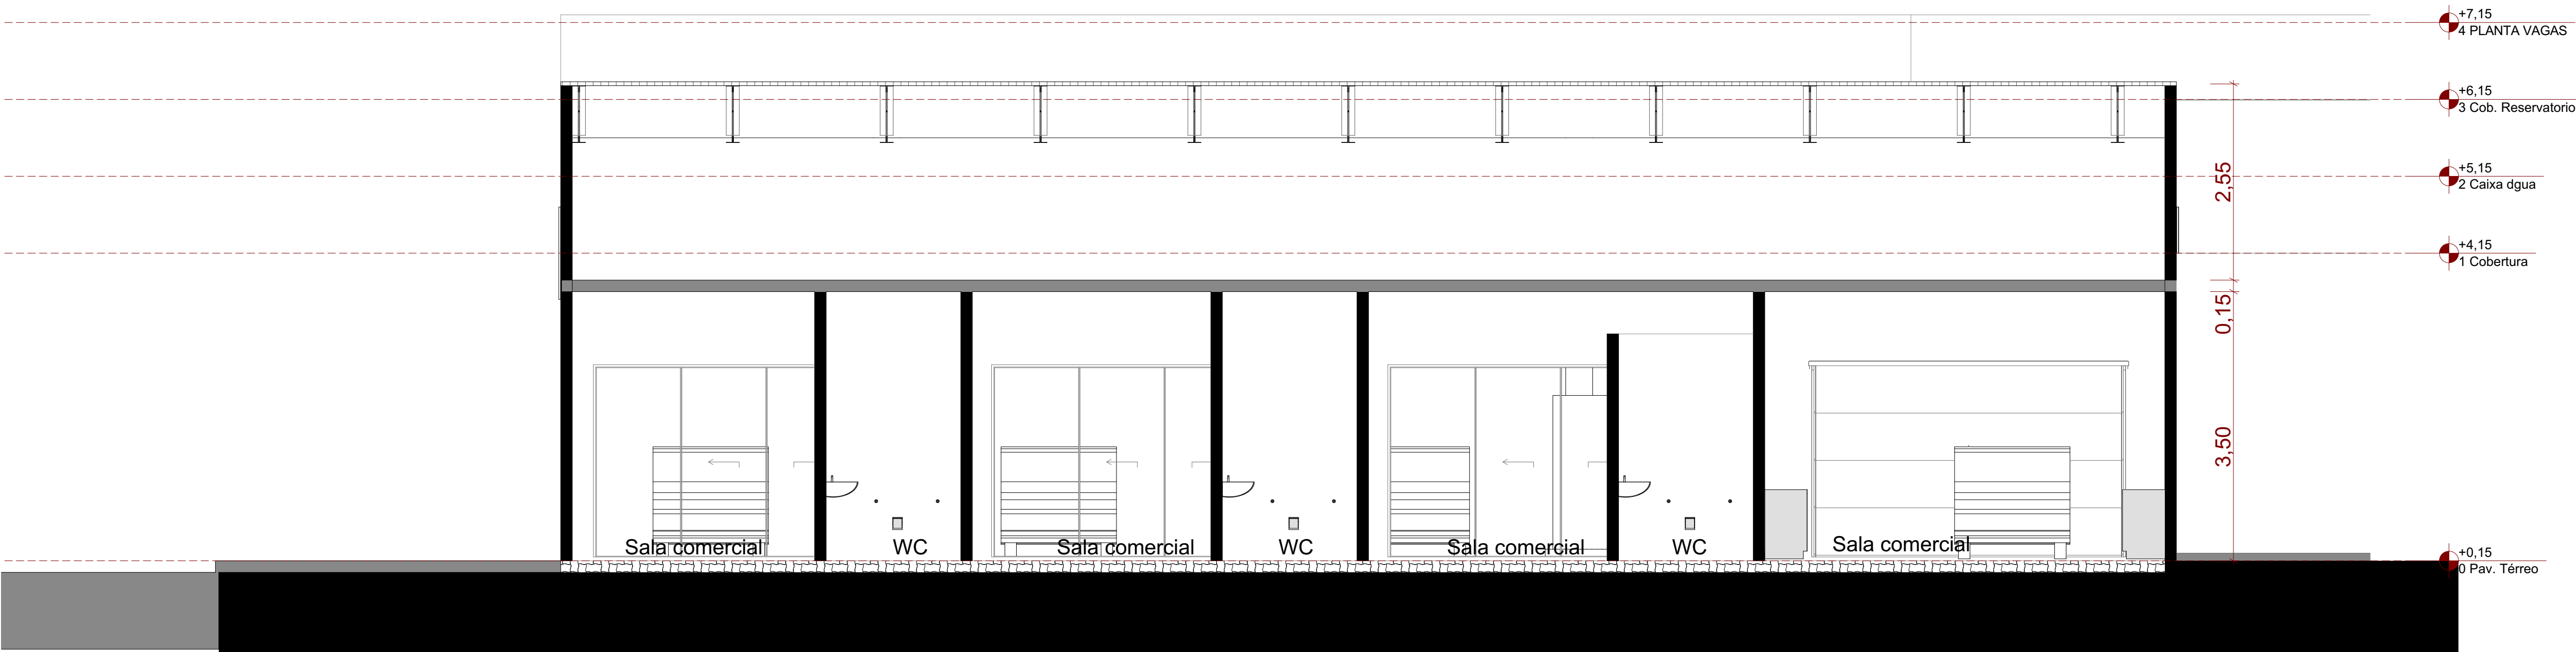 +7,15
4 PLANTA VAGAS
+6,15
3 Cob. Reservatorio
2,55
+5,15
2 Caixa dgua
+4,15
1 Cobertura
0,15
3,50
Sala comercial
WC
Sala comercial
WC
Sala comercial
WC
Sala comercial
+0,15
0 Pav. Térreo